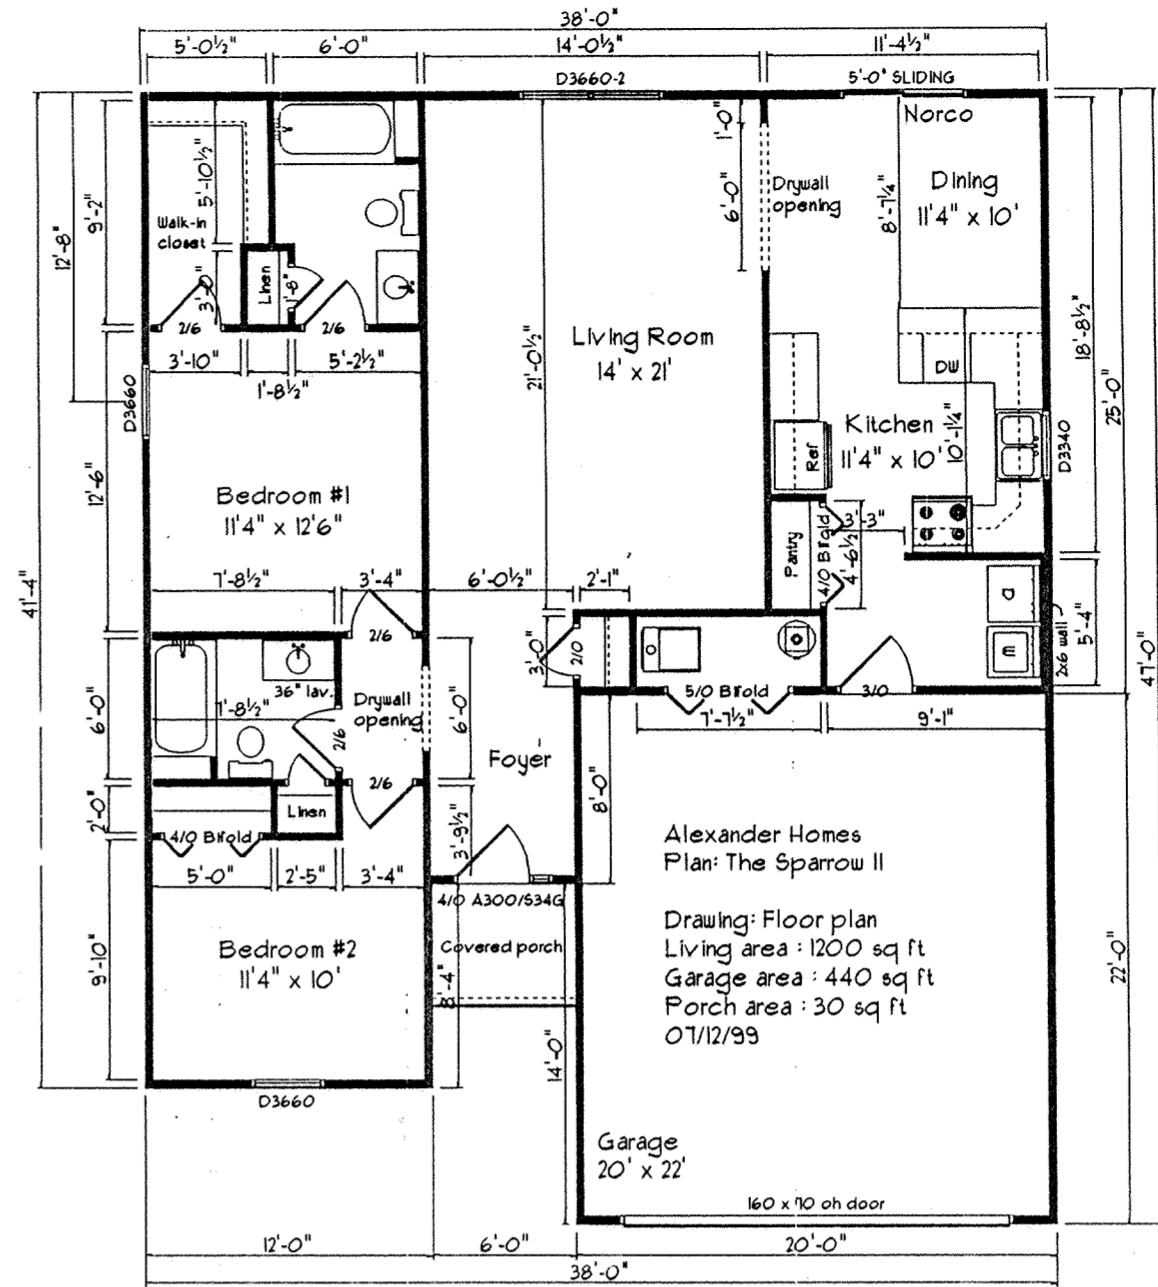 38'-0"
5'-0½"
6'-0"
14'-0½"
11'-4½"
D3660-2
5'-0" SLIDING
Norco
1'-0"
6'-0"
Drywall
opening
8'-7¼"
Dining
11'4" x 10'
5'-10½"
9'-2"
12'-8"
Walk-in
closet
Linen
1'-8"
3'-0"
2/6
2/6
3'-10"
5'-2½"
1'-8½"
D3660
Living Room
14' x 21'
21'-0½"
18'-8½"
25'-0"
DW
Kitchen
11'4" x 10'
10'-1¼"
Ref
D3340
12'-6"
Bedroom #1
11'4" x 12'6"
Pantry
4/0 Bifold
4'-6½"
3'-3"
41'-4"
47'-0"
7'-8½"
3'-4"
6'-0½"
2'-1"
2/6
3'-0"
2/0
D
W
2x6 wall
5'-4"
36" lav.
7'-8½"
Drywall
opening
6'-0"
6'-0"
2/6
5/0 Bifold
3/0
7'-7½"
9'-1"
Foyer
8'-0"
2/6
2'-0"
Linen
4/0 Bifold
3'-9½"
5'-0"
2'-5"
3'-4"
4/0 A300/S34G
Covered porch
8'-4"
Alexander Homes
Plan: The Sparrow II
Drawing: Floor plan
Living area : 1200 sq ft
Garage area : 440 sq ft
Porch area : 30 sq ft
07/12/99
Bedroom #2
11'4" x 10'
9'-10"
22'-0"
14'-0"
D3660
Garage
20' x 22'
160 x 70 oh door
12'-0"
6'-0"
20'-0"
38'-0"